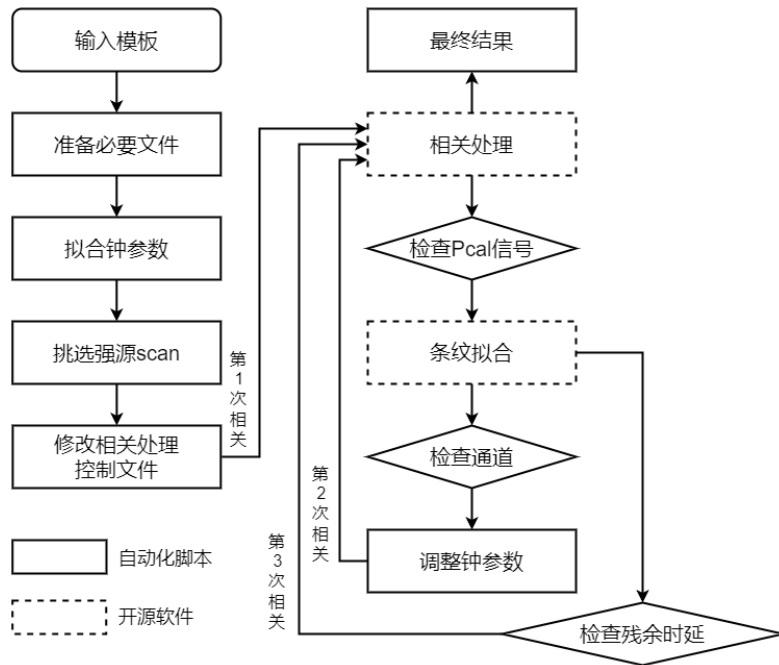 输入模板
准备必要文件
拟合钟参数
挑选强源scan
修改相关处理
控制文件
第1次相关
自动化脚本
开源软件
最终结果
相关处理
检查Pcal信号
条纹拟合
检查通道
第2次相关
调整钟参数
第3次相关
检查残余时延